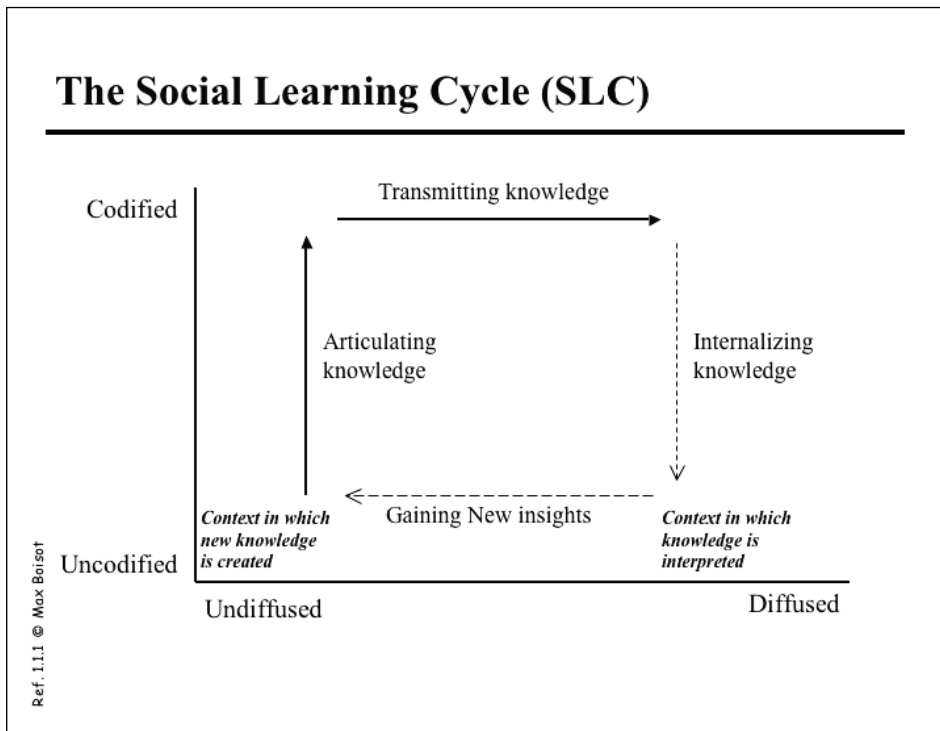 The Social Learning Cycle (SLC)
Transmitting knowledge
Codified
Articulating
knowledge
Internalizing
knowledge
Gaining New insights
Context in which
new knowledge
is created
Context in which
knowledge is
interpreted
Uncodified
Undiffused
Diffused
Ref. 1.1.1 © Max Boisot